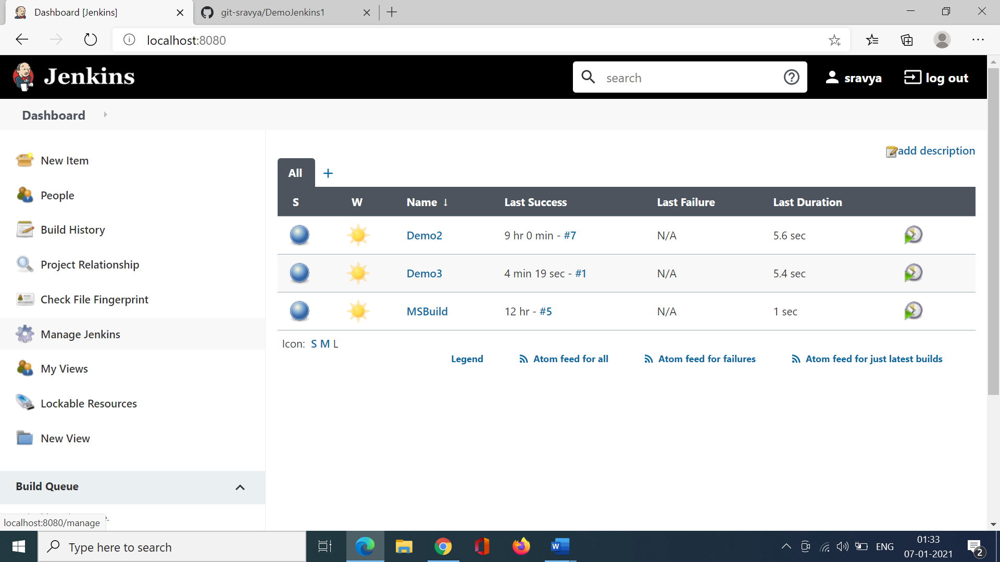 Dashboard [Jenkins]
git-sravya/DemoJenkins1
localhost:8080
Jenkins
search
sravya
log out
Dashboard
New Item
People
Build History
Project Relationship
Check File Fingerprint
Manage Jenkins
My Views
Lockable Resources
New View
Build Queue
localhost:8080/manage
add description
All +
S W Name ↓ Last Success Last Failure Last Duration
Demo2 9 hr 0 min - #7 N/A 5.6 sec
Demo3 4 min 19 sec - #1 N/A 5.4 sec
MSBuild 12 hr - #5 N/A 1 sec
Icon: S M L
Legend Atom feed for all Atom feed for failures Atom feed for just latest builds
Type here to search
ENG
01:33
07-01-2021
2